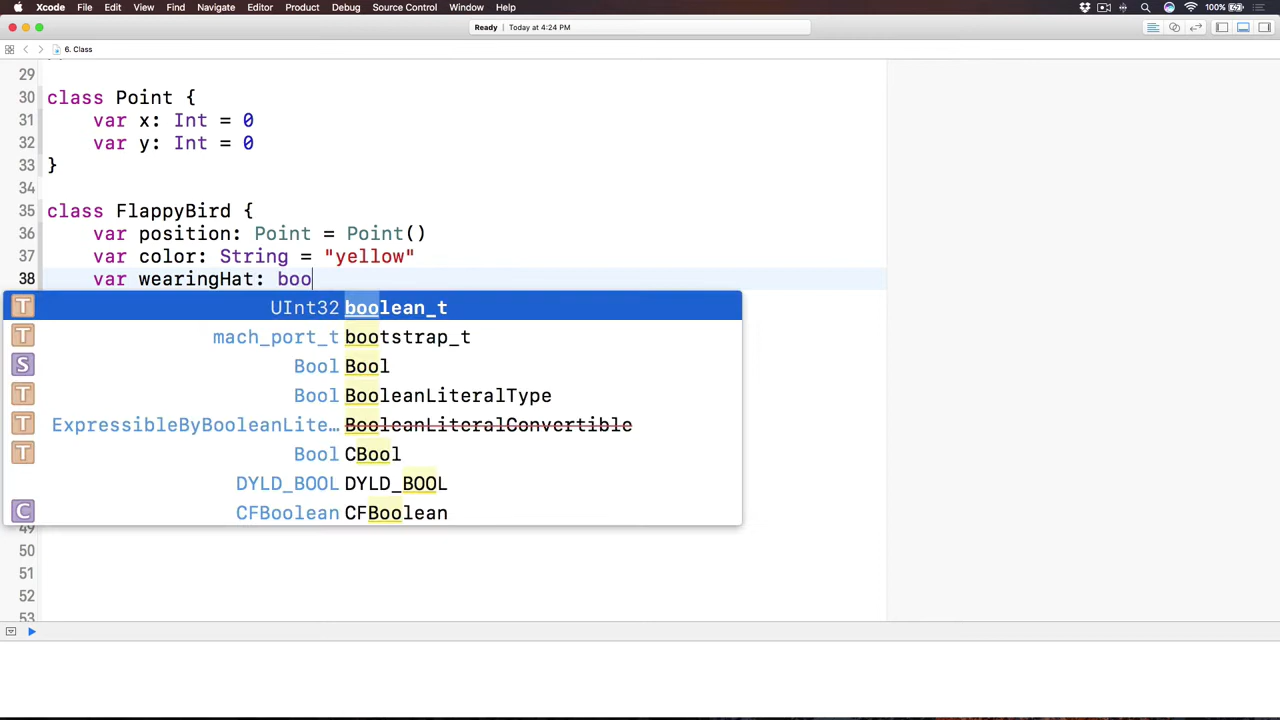 Xcode File Edit View Find Navigate Editor Product Debug Source Control Window Help 100%
Ready | Today at 4:24 PM
6. Class
29
30 class Point {
31 var x: Int = 0
32 var y: Int = 0
33 }
34
35 class FlappyBird {
36 var position: Point = Point()
37 var color: String = "yellow"
38 var wearingHat: boo
T UInt32 boolean_t
T mach_port_t bootstrap_t
S Bool Bool
T Bool BooleanLiteralType
T ExpressibleByBooleanLite… BooleanLiteralConvertible
T Bool CBool
DYLD_BOOL DYLD_BOOL
C CFBoolean CFBoolean
49
50
51
52
53